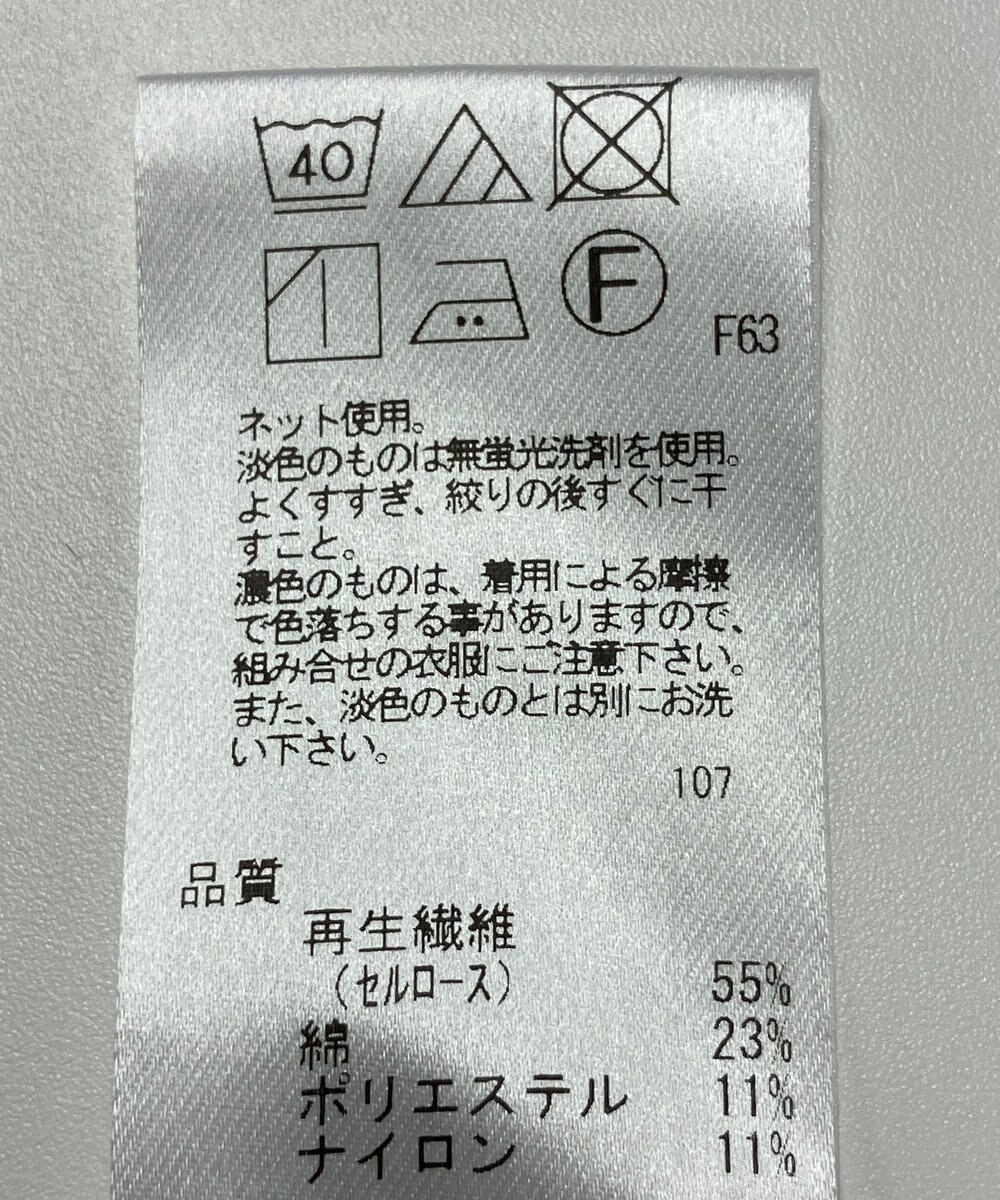 40
F
F63
ネット使用。
淡色のものは無蛍光洗剤を使用。
よくすすぎ、絞りの後すぐに干
すこと。
濃色のものは、着用による摩擦
で色落ちする事がありますので、
組み合せの衣服にご注意下さい。
また、淡色のものとは別にお洗
い下さい。
107
品質
再生繊維
(セルロース) 55%
綿 23%
ポリエステル 11%
ナイロン 11%